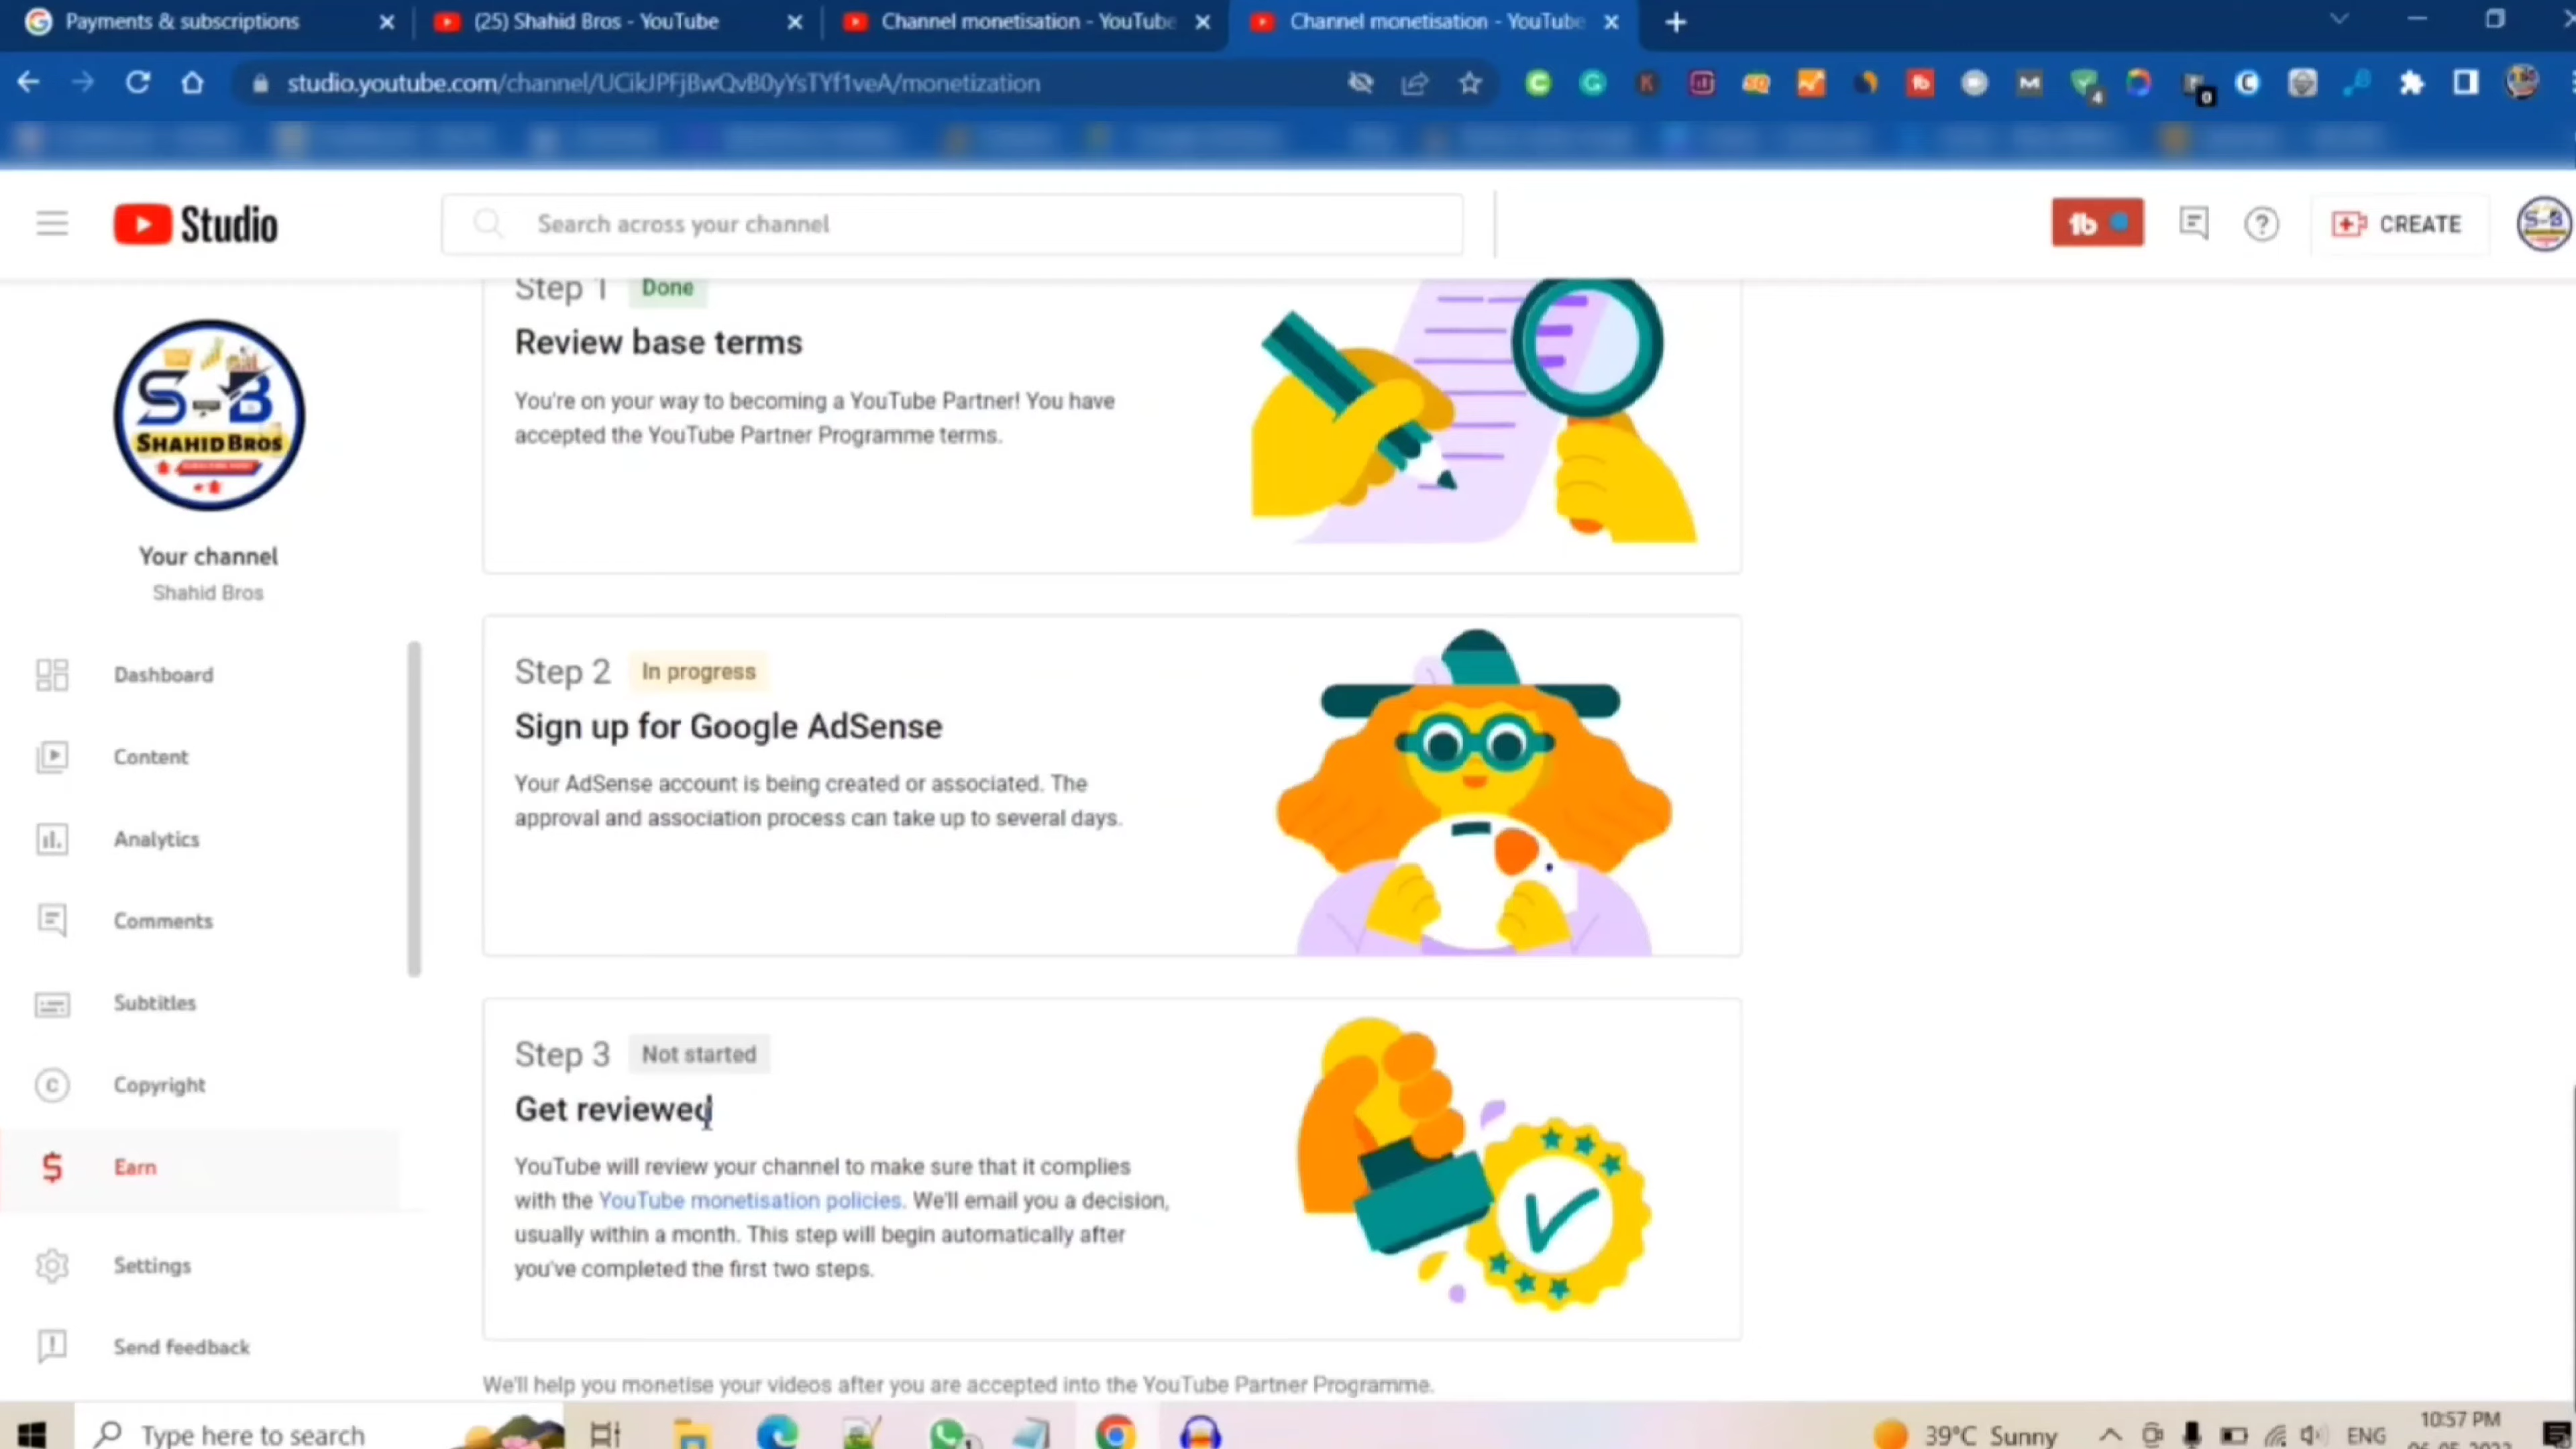 Payments & subscriptions
(25) Shahid Bros - YouTube
Channel monetisation - YouTube
Channel monetisation - YouTube
studio.youtube.com/channel/UCikJPFjBwQvB0yYsTYf1veA/monetization
Studio
Search across your channel
CREATE
Step 1 Done
Review base terms
You're on your way to becoming a YouTube Partner! You have
accepted the YouTube Partner Programme terms.
S-B
SHAHID BROS
Your channel
Shahid Bros
Dashboard
Content
Analytics
Comments
Subtitles
Copyright
Earn
Settings
Send feedback
Step 2 In progress
Sign up for Google AdSense
Your AdSense account is being created or associated. The
approval and association process can take up to several days.
Step 3 Not started
Get reviewed
YouTube will review your channel to make sure that it complies
with the YouTube monetisation policies. We'll email you a decision,
usually within a month. This step will begin automatically after
you've completed the first two steps.
We'll help you monetise your videos after you are accepted into the YouTube Partner Programme.
Type here to search
39°C Sunny
ENG
10:57 PM